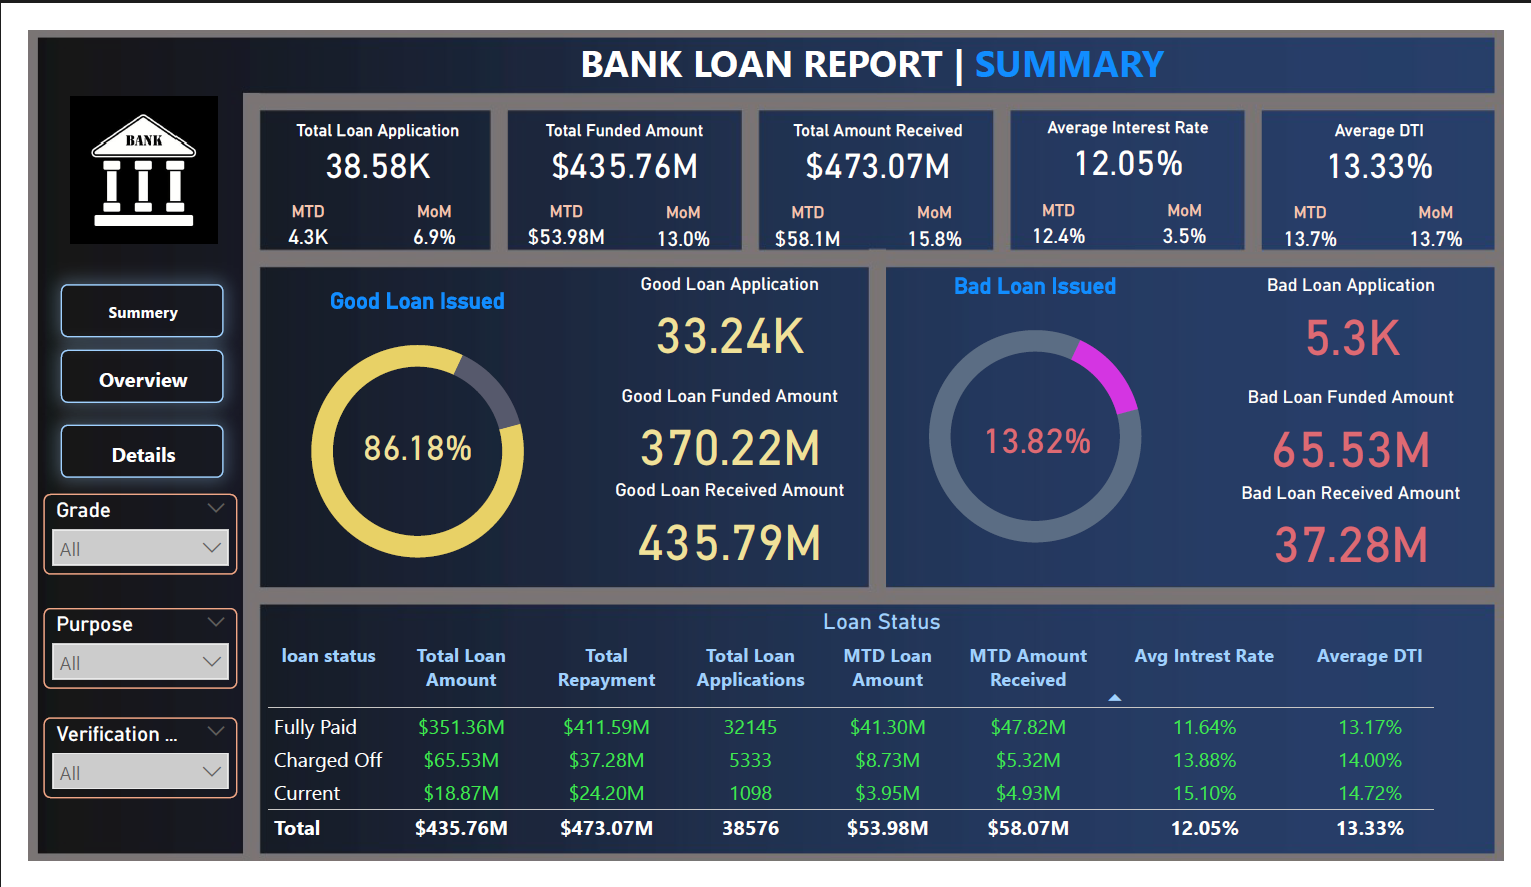 BANK LOAN REPORT | SUMMARY
BANK
Summery
Overview
Details
Grade
All
Purpose
All
Verification ...
All
Total Loan Application
38.58K
MTD MoM
4.3K 6.9%
Total Funded Amount
$435.76M
MTD MoM
$53.98M 13.0%
Total Amount Received
$473.07M
MTD MoM
$58.1M 15.8%
Average Interest Rate
12.05%
MTD MoM
12.4% 3.5%
Average DTI
13.33%
MTD MoM
13.7% 13.7%
Good Loan Issued
86.18%
Good Loan Application
33.24K
Good Loan Funded Amount
370.22M
Good Loan Received Amount
435.79M
Bad Loan Issued
13.82%
Bad Loan Application
5.3K
Bad Loan Funded Amount
65.53M
Bad Loan Received Amount
37.28M
Loan Status
loan status Total Loan Amount Total Repayment Total Loan Applications MTD Loan Amount MTD Amount Received Avg Intrest Rate Average DTI
Fully Paid $351.36M $411.59M 32145 $41.30M $47.82M 11.64% 13.17%
Charged Off $65.53M $37.28M 5333 $8.73M $5.32M 13.88% 14.00%
Current $18.87M $24.20M 1098 $3.95M $4.93M 15.10% 14.72%
Total $435.76M $473.07M 38576 $53.98M $58.07M 12.05% 13.33%